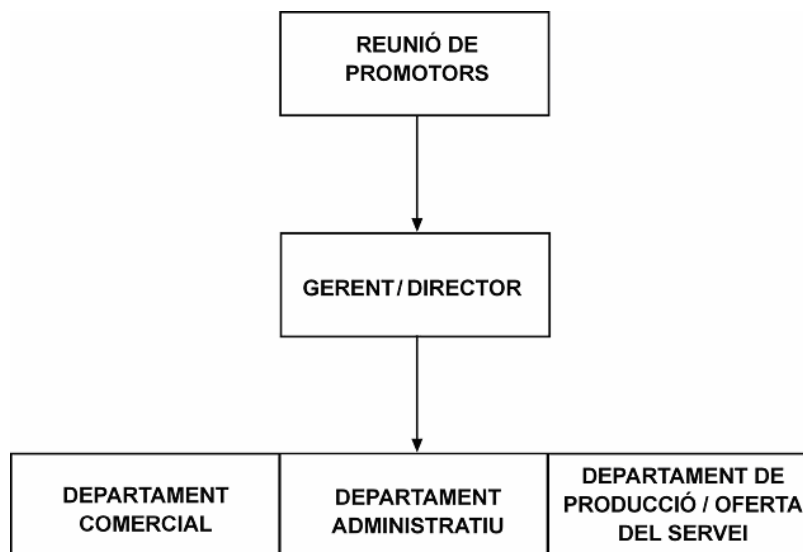 REUNIÓ DE
PROMOTORS
GERENT / DIRECTOR
DEPARTAMENT
COMERCIAL
DEPARTAMENT
ADMINISTRATIU
DEPARTAMENT DE
PRODUCCIÓ / OFERTA
DEL SERVEI